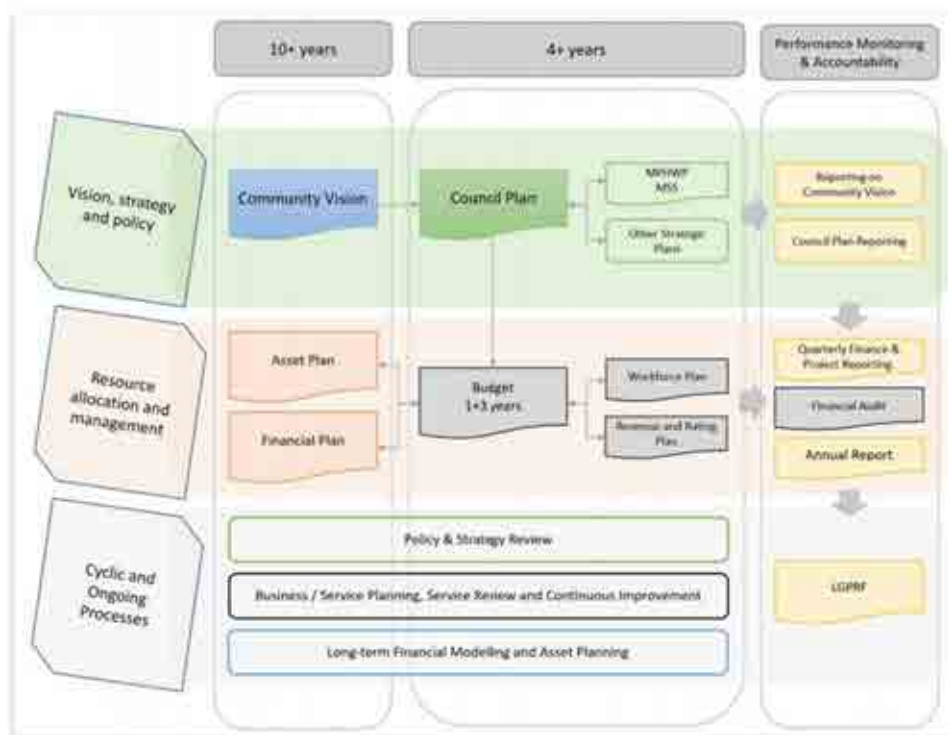 10+ years
4+ years
Performance Monitoring
& Accountability
Vision, strategy
and policy
Community Vision
Council Plan
MSS
Other Strategic
Plans
Reporting on
Community Vision
Council Plan Reporting
Resource
allocation and
management
Asset Plan
Financial Plan
Budget
1+3 years
Workforce Plan
Revenue and Rating
Plan
Quarterly Finance &
Project Reporting
Financial Audit
Annual Report
Cyclic and
Ongoing
Processes
Policy & Strategy Review
Business / Service Planning, Service Review and Continuous Improvement
Long-term Financial Modelling and Asset Planning
LGPRF